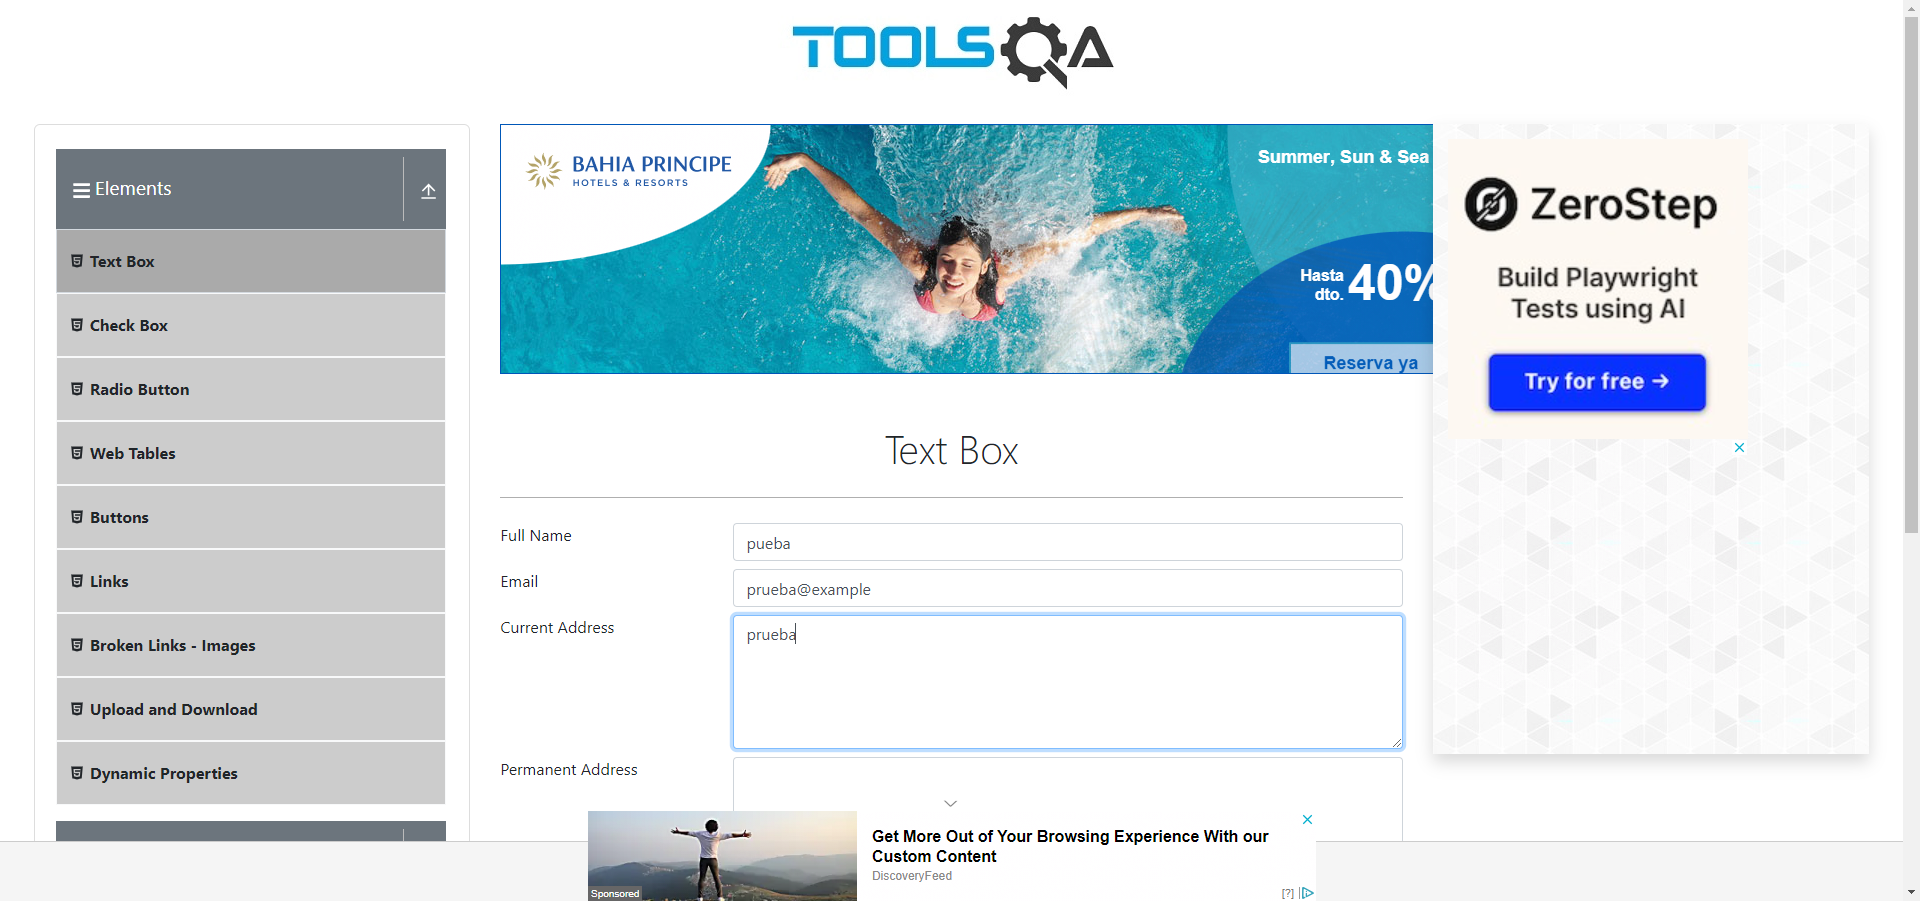 TOOLSQA
Elements
Text Box
Check Box
Radio Button
Web Tables
Buttons
Links
Broken Links - Images
Upload and Download
Dynamic Properties
BAHIA PRINCIPE
HOTELS & RESORTS
Summer, Sun & Sea
Hasta
dto. 40%
Reserva ya
ZeroStep
Build Playwright
Tests using AI
Try for free →
Text Box
Full Name
pueba
Email
prueba@example
Current Address
prueba
Permanent Address
Sponsored
Get More Out of Your Browsing Experience With our
Custom Content
DiscoveryFeed
[?]